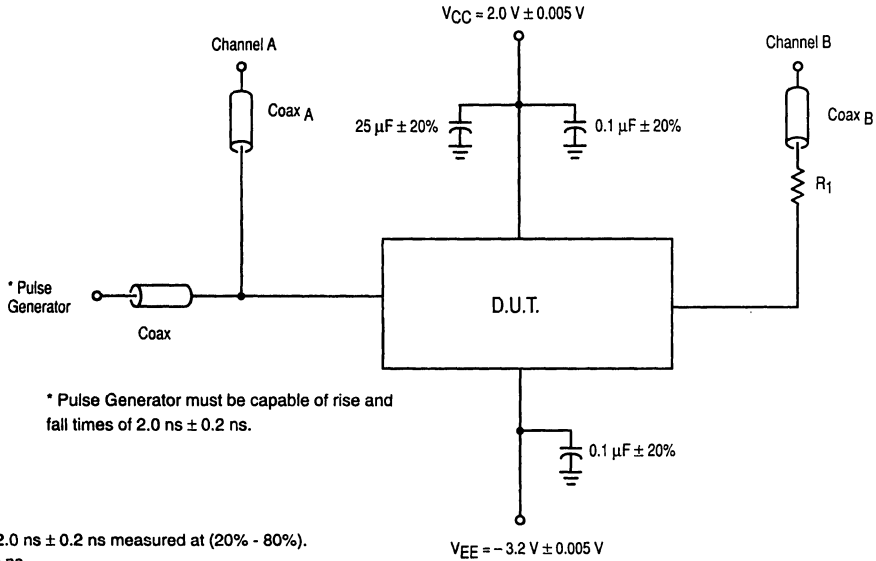 V_CC = 2.0 V ± 0.005 V
Channel A
Channel B
Coax A
25 µF ± 20%
0.1 µF ± 20%
Coax B
R1
* Pulse
Generator
Coax
D.U.T.
* Pulse Generator must be capable of rise and
fall times of 2.0 ns ± 0.2 ns.
0.1 µF ± 20%
2.0 ns ± 0.2 ns measured at (20% - 80%).
V_EE = – 3.2 V ± 0.005 V